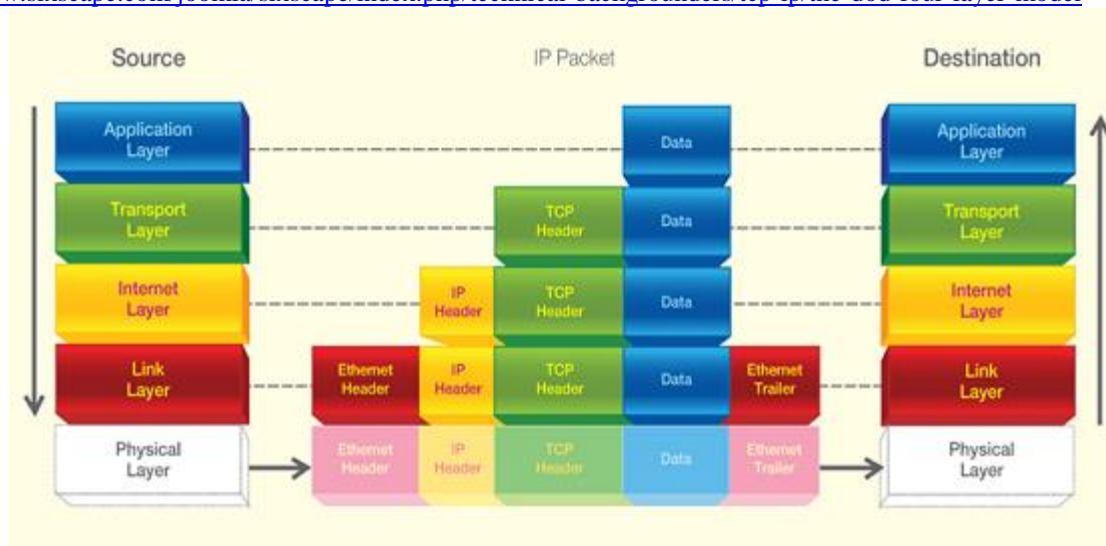 Source IP Packet Destination
Application Data Application
Layer Layer
Transport TCP Data Transport
Layer Header Layer
Internet IP TCP Data Internet
Layer Header Header Layer
Link Ethernet IP TCP Data Ethernet Link
Layer Header Header Header Trailer Layer
Physical Ethernet IP TCP Data Ethernet Physical
Layer Header Header Header Trailer Layer